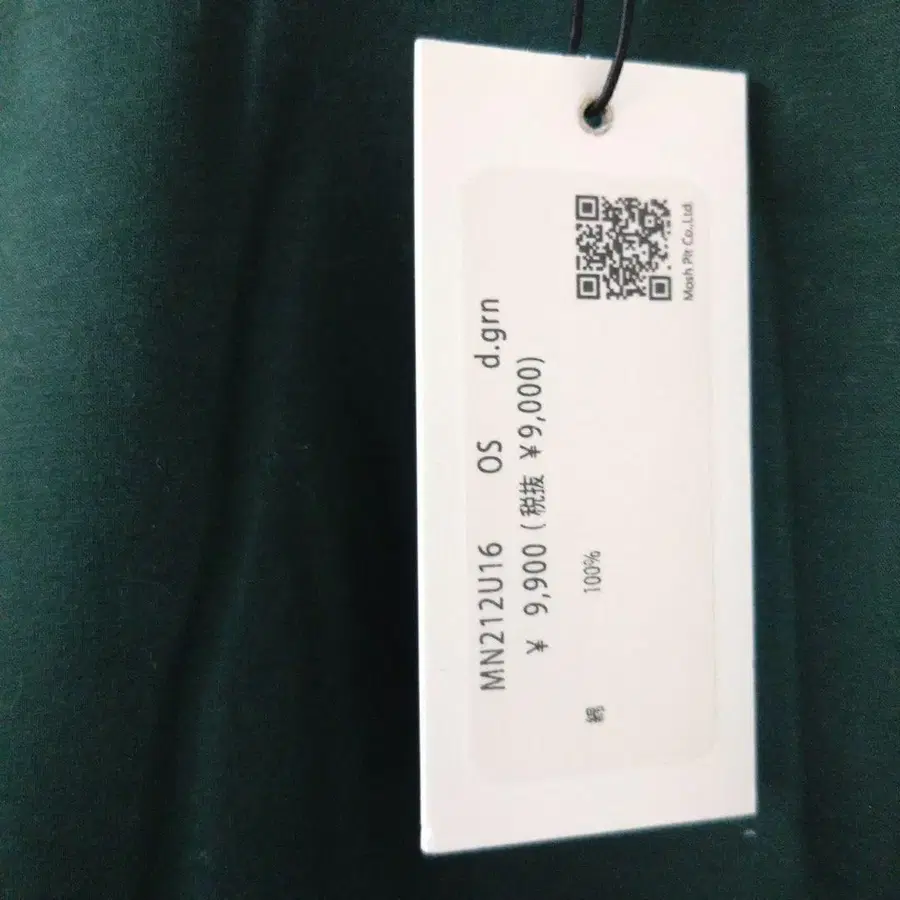 MN212U16 OS d.grn
¥ 9,900 (税抜 ¥9,000)
綿 100%
Mosh Pit Co.,Ltd.